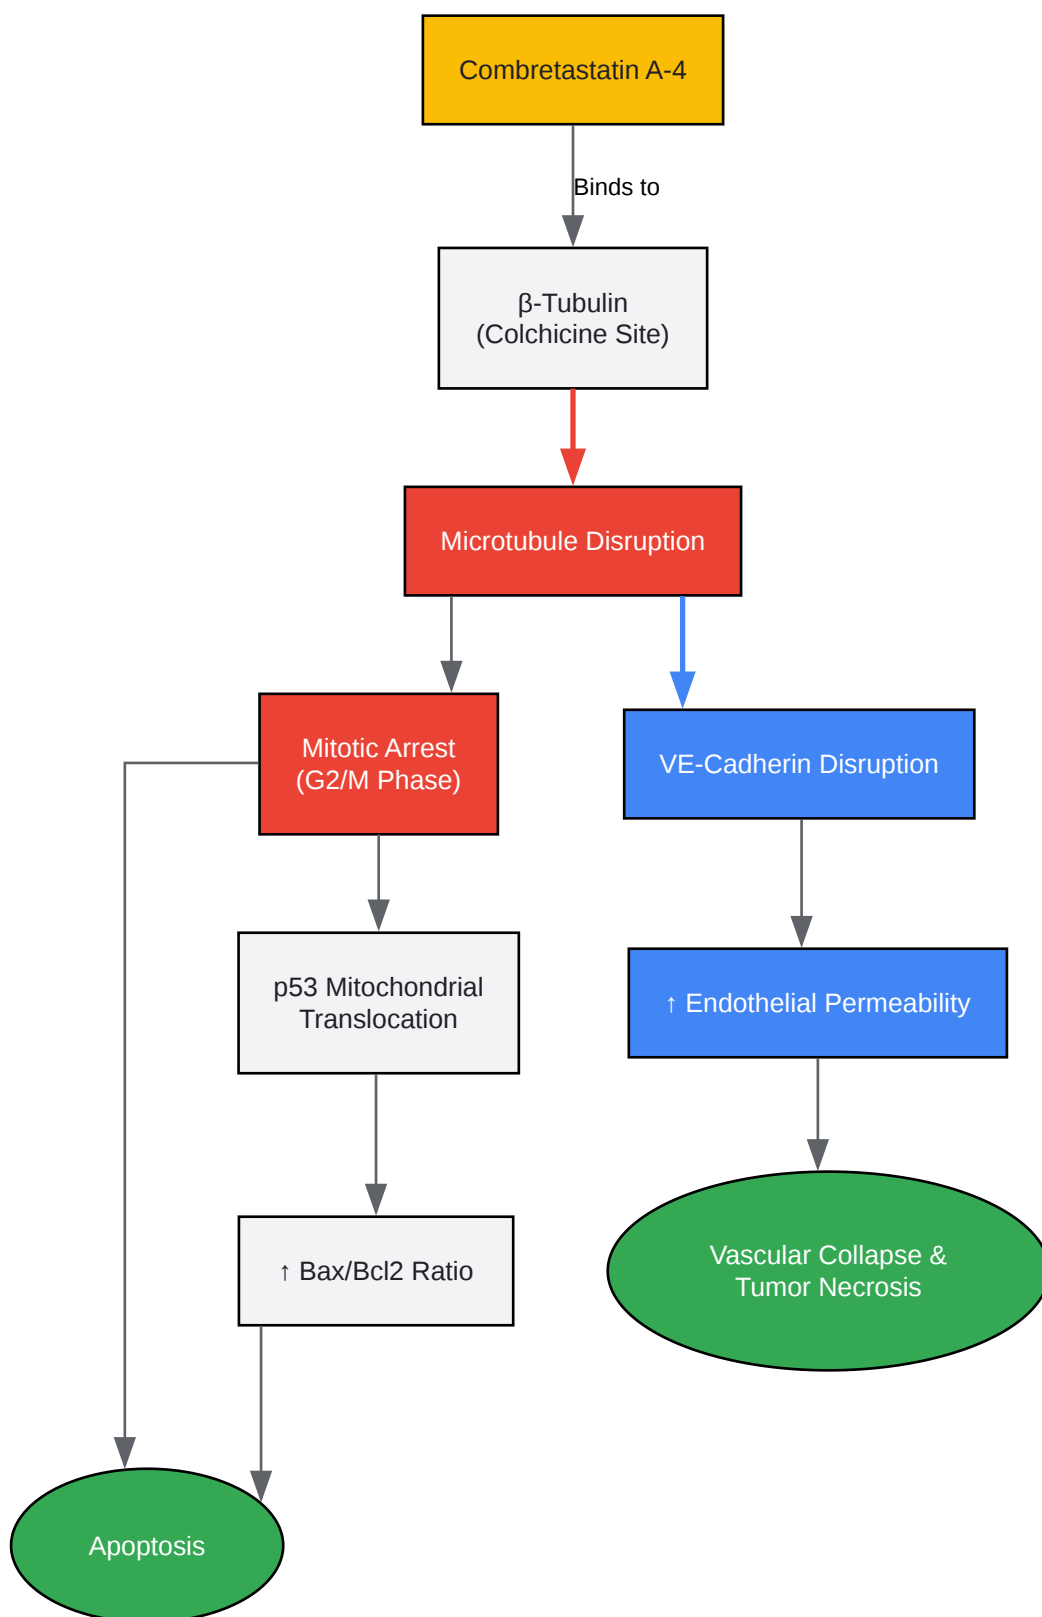 Combretastatin A-4
Binds to
β-Tubulin
(Colchicine Site)
Microtubule Disruption
Mitotic Arrest
(G2/M Phase)
VE-Cadherin Disruption
p53 Mitochondrial
Translocation
↑ Endothelial Permeability
↑ Bax/Bcl2 Ratio
Vascular Collapse &
Tumor Necrosis
Apoptosis